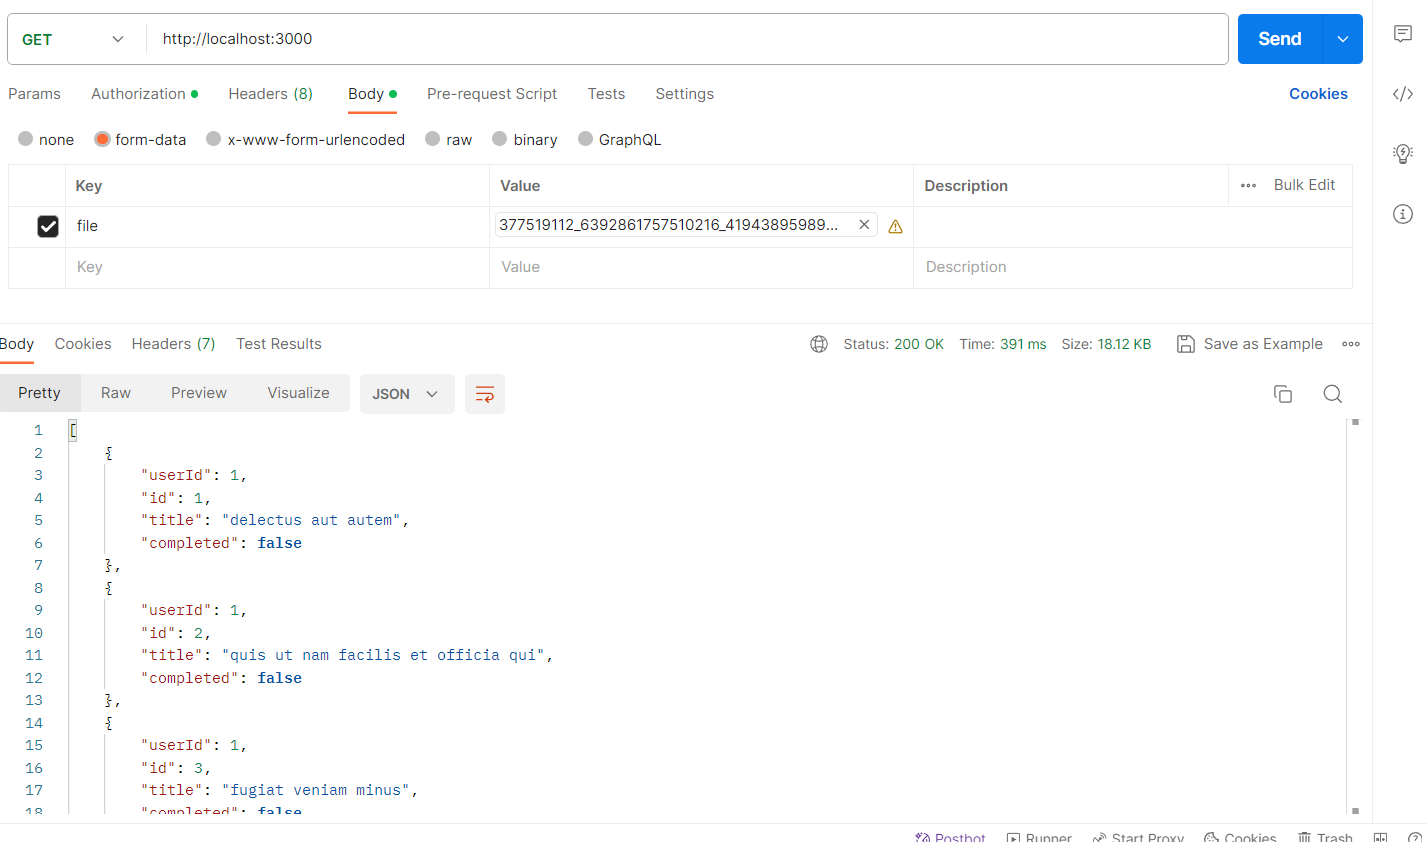 GET http://localhost:3000 Send
Params Authorization Headers (8) Body Pre-request Script Tests Settings Cookies
none form-data x-www-form-urlencoded raw binary GraphQL
Key Value Description ••• Bulk Edit
file 377519112_6392861757510216_41943895989...
Key Value Description
Body Cookies Headers (7) Test Results Status: 200 OK Time: 391 ms Size: 18.12 KB Save as Example
Pretty Raw Preview Visualize JSON
1 [
2 {
3 "userId": 1,
4 "id": 1,
5 "title": "delectus aut autem",
6 "completed": false
7 },
8 {
9 "userId": 1,
10 "id": 2,
11 "title": "quis ut nam facilis et officia qui",
12 "completed": false
13 },
14 {
15 "userId": 1,
16 "id": 3,
17 "title": "fugiat veniam minus",
18 "completed": false
Postbot Runner Start Proxy Cookies Trash